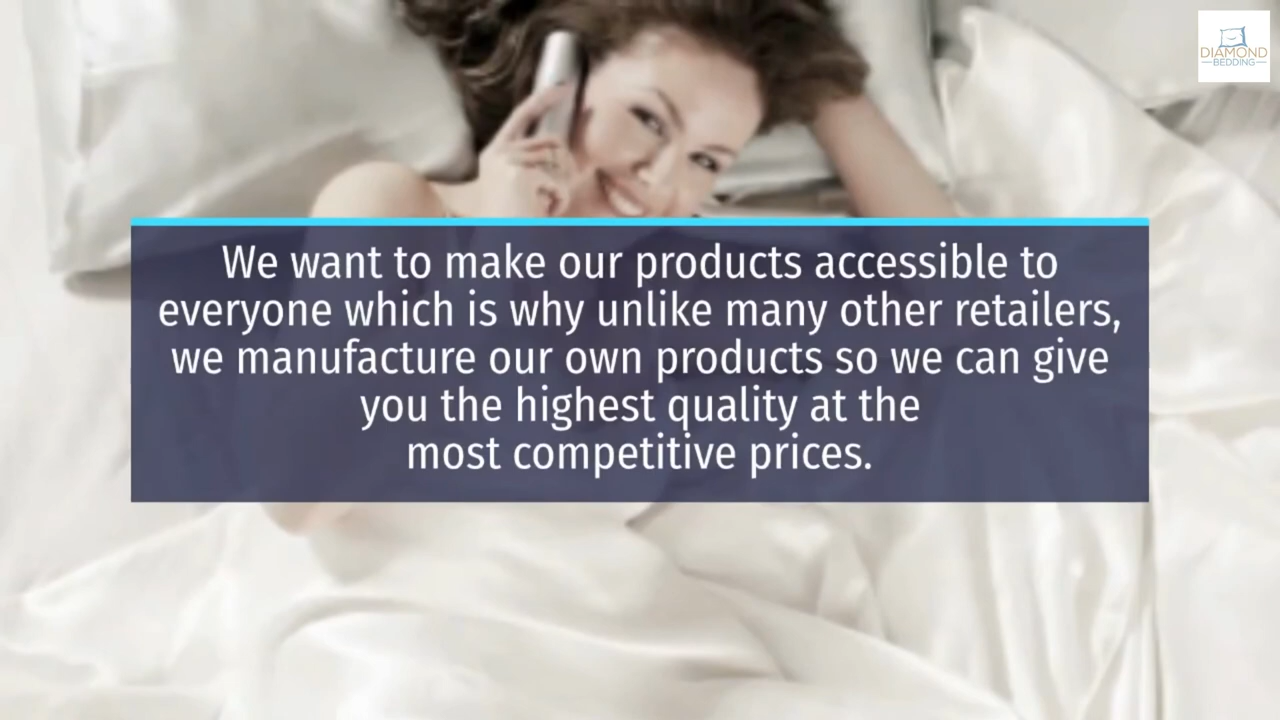 DIAMOND
BEDDING
We want to make our products accessible to
everyone which is why unlike many other retailers,
we manufacture our own products so we can give
you the highest quality at the
most competitive prices.